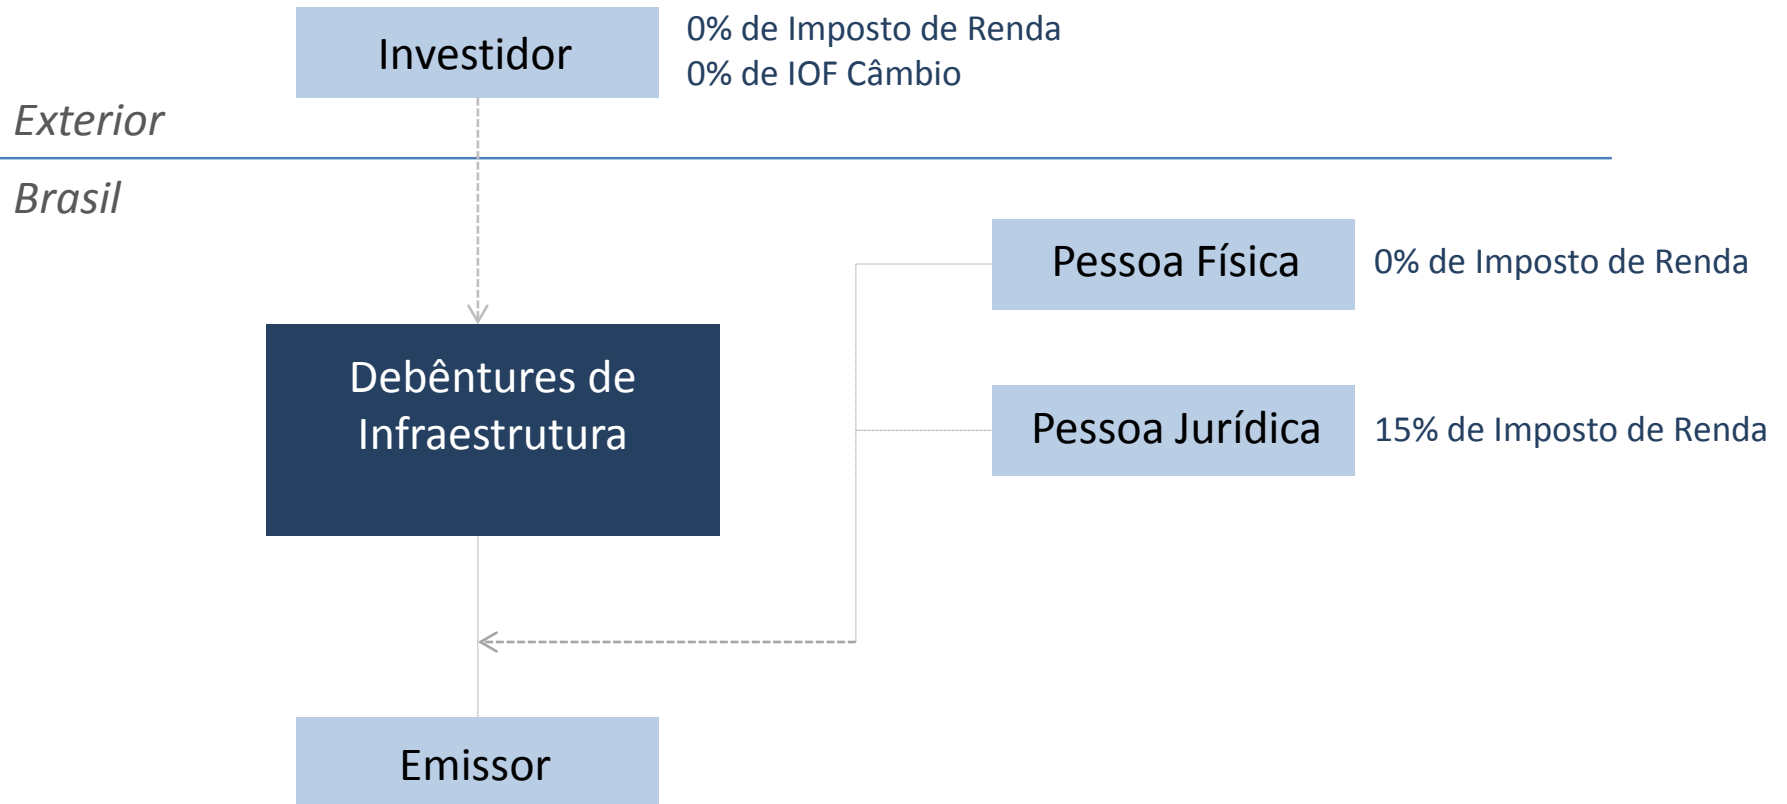 Investidor
0% de Imposto de Renda
0% de IOF Câmbio
Exterior
Brasil
Pessoa Física
0% de Imposto de Renda
Debêntures de
Infraestrutura
Pessoa Jurídica
15% de Imposto de Renda
Emissor